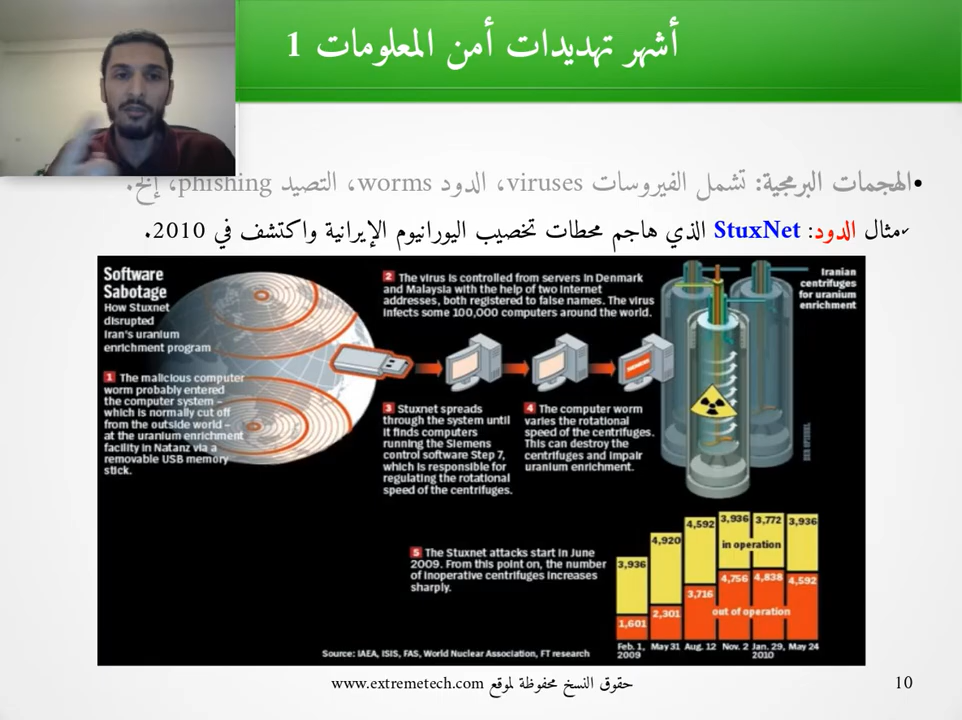 أشهر تهديدات أمن المعلومات 1
•الهجمات البرمجية: تشمل الفيروسات viruses، الدود worms، التصيد phishing، إلخ.
✓مثال الدود: StuxNet الذي هاجم محطات تخصيب اليورانيوم الإيرانية واكتشف في 2010.
Software
Sabotage
How Stuxnet
disrupted
Iran's uranium
enrichment program
1 The malicious computer
worm probably entered
the computer system –
which is normally cut off
from the outside world –
at the uranium enrichment
facility in Natanz via a
removable USB memory
stick.
2 The virus is controlled from servers in Denmark
and Malaysia with the help of two Internet
addresses, both registered to false names. The virus
infects some 100,000 computers around the world.
Iranian
centrifuges
for uranium
enrichment
SIEMENS
3 Stuxnet spreads
through the system until
it finds computers
running the Siemens
control software Step 7,
which is responsible for
regulating the rotational
speed of the centrifuges.
4 The computer worm
varies the rotational
speed of the centrifuges.
This can destroy the
centrifuges and impair
uranium enrichment.
DER SPIEGEL
5 The Stuxnet attacks start in June
2009. From this point on, the number
of inoperative centrifuges increases
sharply.
3,936 4,920 4,592 3,936 3,772 3,936
in operation
1,601 2,301 3,716 4,756 4,838 4,592
out of operation
Feb. 1, May 31 Aug. 12 Nov. 2 Jan. 29, May 24
2009 2010
Source: IAEA, ISIS, FAS, World Nuclear Association, FT research
حقوق النسخ محفوظة لموقع www.extremetech.com
10